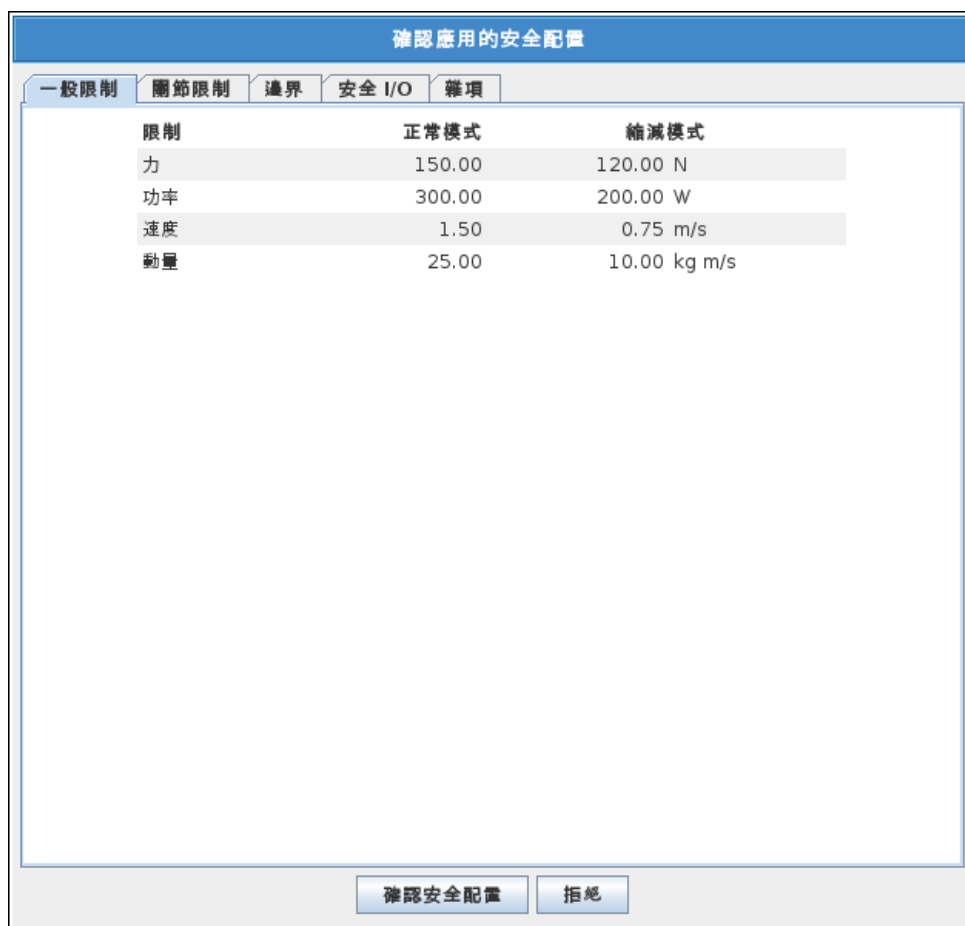 確認應用的安全配置
一般限制 關節限制 邊界 安全 I/O 雜項
限制 正常模式 縮減模式
力 150.00 120.00 N
功率 300.00 200.00 W
速度 1.50 0.75 m/s
動量 25.00 10.00 kg m/s
確認安全配置 拒絕